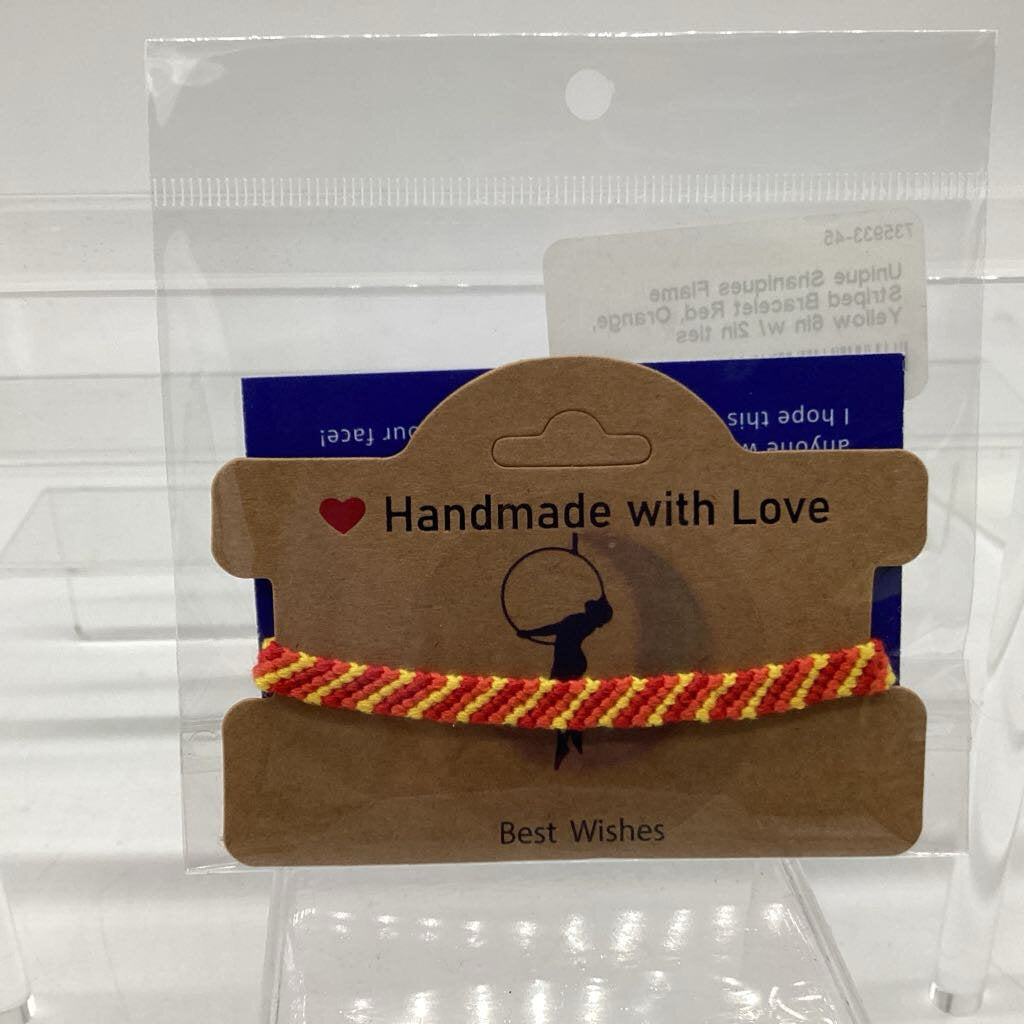 735933-45
Unique Shaniques Flame
Striped Bracelet Red, Orange,
Yellow 6in w/ 2in ties
I hope this
anyone
our face!
Handmade with Love
Best Wishes